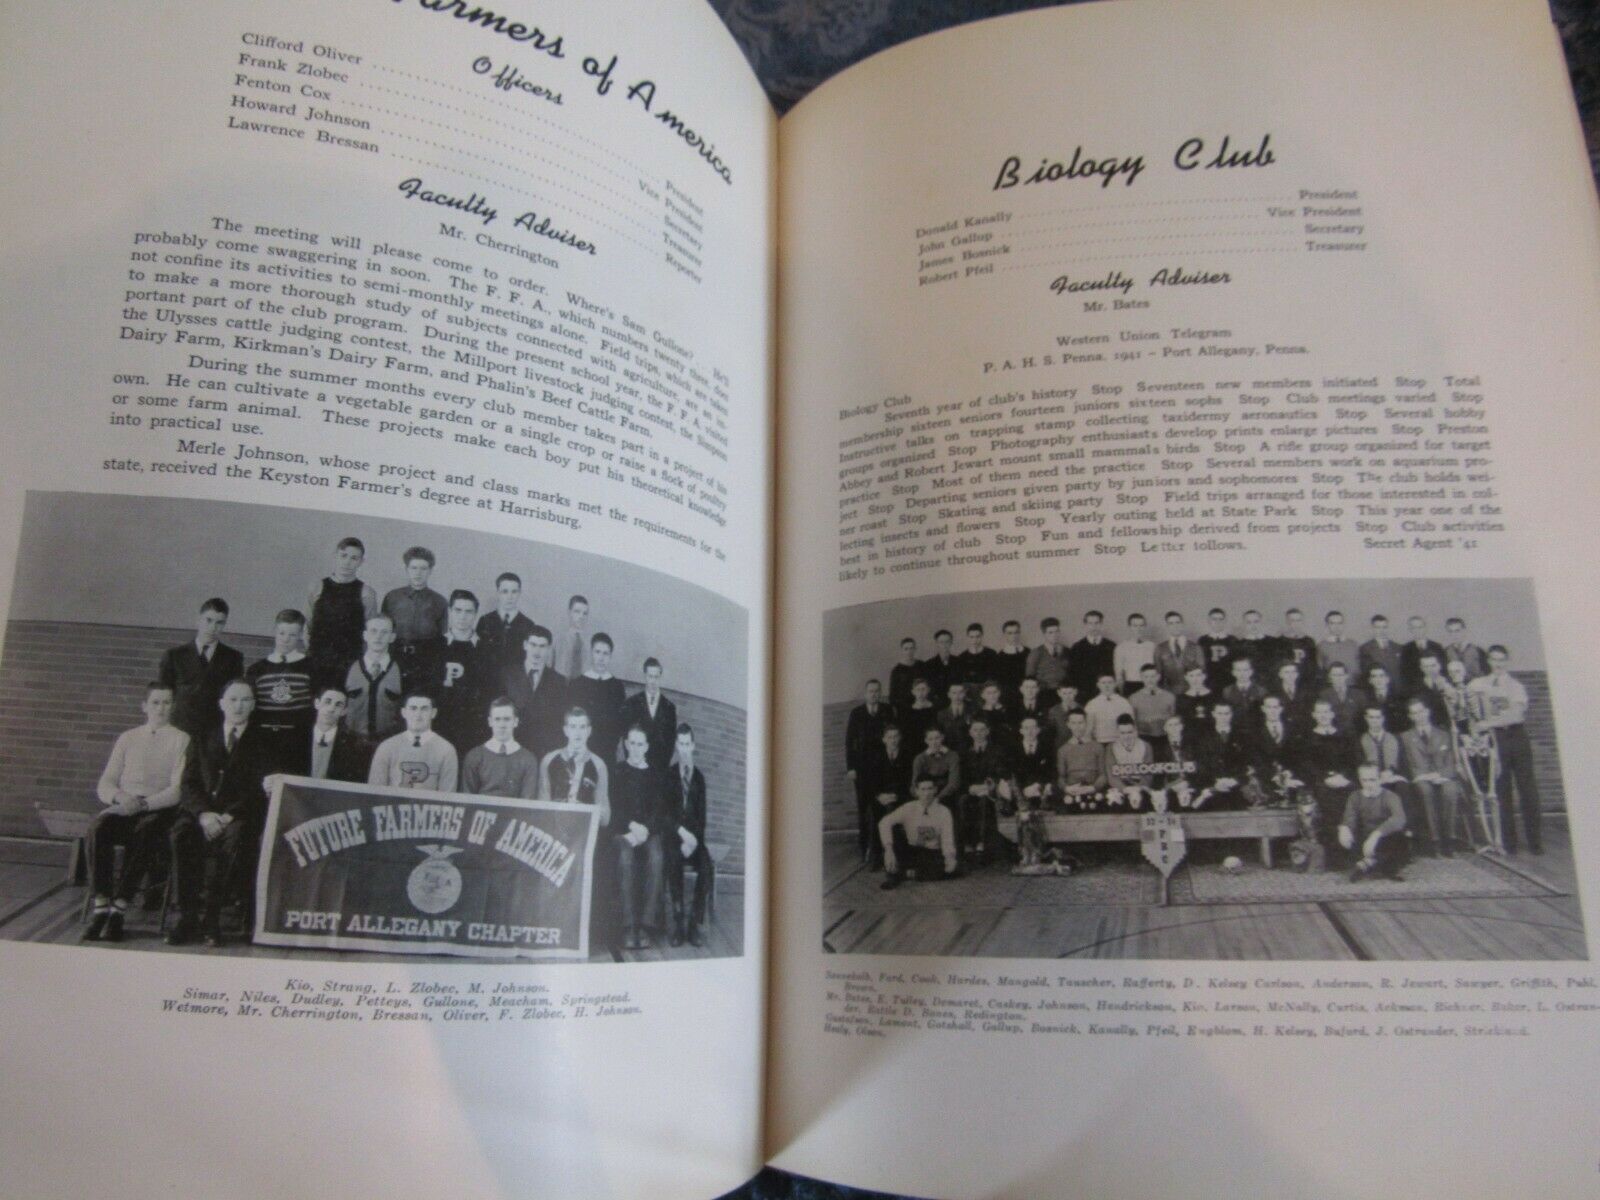 Farmers of America
Officers
Clifford Oliver ........ President
Frank Zlobec ........ Vice President
Fenton Cox ........ Secretary
Howard Johnson ........ Treasurer
Lawrence Bressan ........ Reporter
Faculty Adviser
Mr. Cherrington
The meeting will please come to order. Where's Sam Gullone? He'll
probably come swaggering in soon. The F. F. A., which numbers twenty three, does
not confine its activities to semi-monthly meetings alone. Field trips, which are taken
to make a more thorough study of subjects connected with agriculture, are an im-
portant part of the club program. During the present school year, the F. F. A. visited
the Ulysses cattle judging contest, the Millport livestock judging contest, the
Dairy Farm, Kirkman's Dairy Farm, and Phalin's Beef Cattle Farm.
During the summer months every club member takes part in a project of his
own. He can cultivate a vegetable garden or a single crop or raise a flock of poultry
or some farm animal. These projects make each boy put his theoretical knowledge
into practical use.
Merle Johnson, whose project and class marks met the requirements for the
state, received the Keyston Farmer's degree at Harrisburg.
P
P
FUTURE FARMERS OF AMERICA
F.F.A.
PORT ALLEGANY CHAPTER
Kio, Strang, L. Zlobec, M. Johnson.
Simar, Niles, Dudley, Petteys, Gullone, Meacham, Springstead.
Wetmore, Mr. Cherrington, Bressan, Oliver, F. Zlobec, H. Johnson.
Biology Club
Donald Kanally ........ President
John Gallup ........ Vice President
James Bosnick ........ Secretary
Robert Pfeil ........ Treasurer
Faculty Adviser
Mr. Bates
Western Union Telegram
P. A. H. S. Penna. 1941 - Port Allegany, Penna.
Biology Club
Seventh year of club's history Stop Seventeen new members initiated Stop Total
membership sixteen seniors fourteen juniors sixteen sophs Stop Club meetings varied Stop
Instructive talks on trapping stamp collecting taxidermy aeronautics Stop Several hobby
groups organized Stop Photography enthusiasts develop prints enlarge pictures Stop Preston
Abbey and Robert Jewart mount small mammals birds Stop A rifle group organized for target
practice Stop Most of them need the practice Stop Several members work on aquarium pro-
ject Stop Departing seniors given party by juniors and sophomores Stop The club holds wei-
ner roast Stop Skating and skiing party Stop Field trips arranged for those interested in col-
lecting insects and flowers Stop Yearly outing held at State Park Stop This year one of the
best in history of club Stop Fun and fellowship derived from projects Stop Club activities
likely to continue throughout summer Stop Letter follows. Secret Agent '41
P
P
BIOLOGY CLUB
Ford, Cook, Hardes, Mangold, Tauscher, Rafferty, D. Kelsey Carlson, Anderson, R. Jewart, Sawyer, Griffith, Puhl,
Brown.
Mr. Bates, E. Tulley, Demaret, Caskey, Johnson, Hendrickson, Kio, Larson, McNally, Curtis, Ackman, Richner, Baker, L. Ostran-
der, Rattle D. Bones, Redington.
Gustafson, Lamont, Gotshall, Gallup, Bosnick, Kanally, Pfeil, Engblom, H. Kelsey, Buford, J. Ostrander, Strickland.
Healy, Olsen,